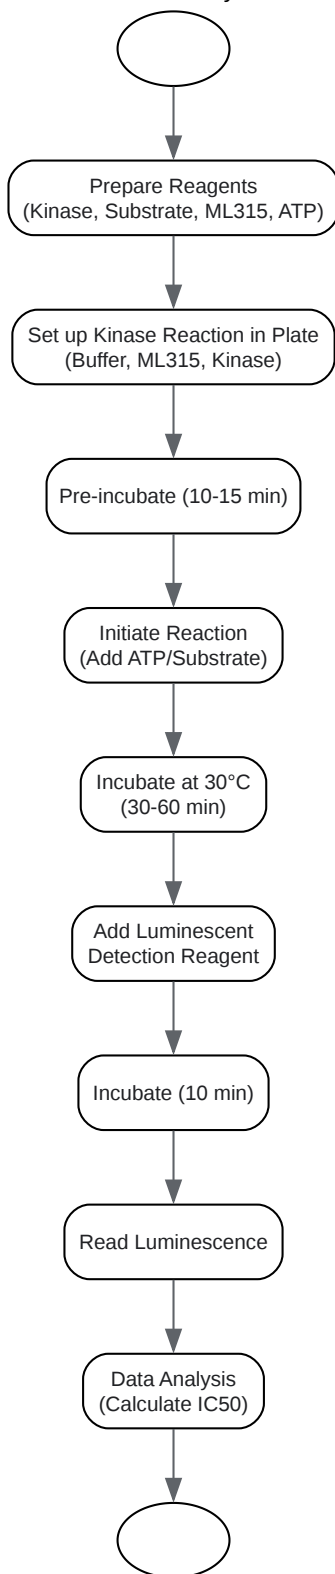 Prepare Reagents
(Kinase, Substrate, ML315, ATP)
Set up Kinase Reaction in Plate
(Buffer, ML315, Kinase)
Pre-incubate (10-15 min)
Initiate Reaction
(Add ATP/Substrate)
Incubate at 30°C
(30-60 min)
Add Luminescent
Detection Reagent
Incubate (10 min)
Read Luminescence
Data Analysis
(Calculate IC50)